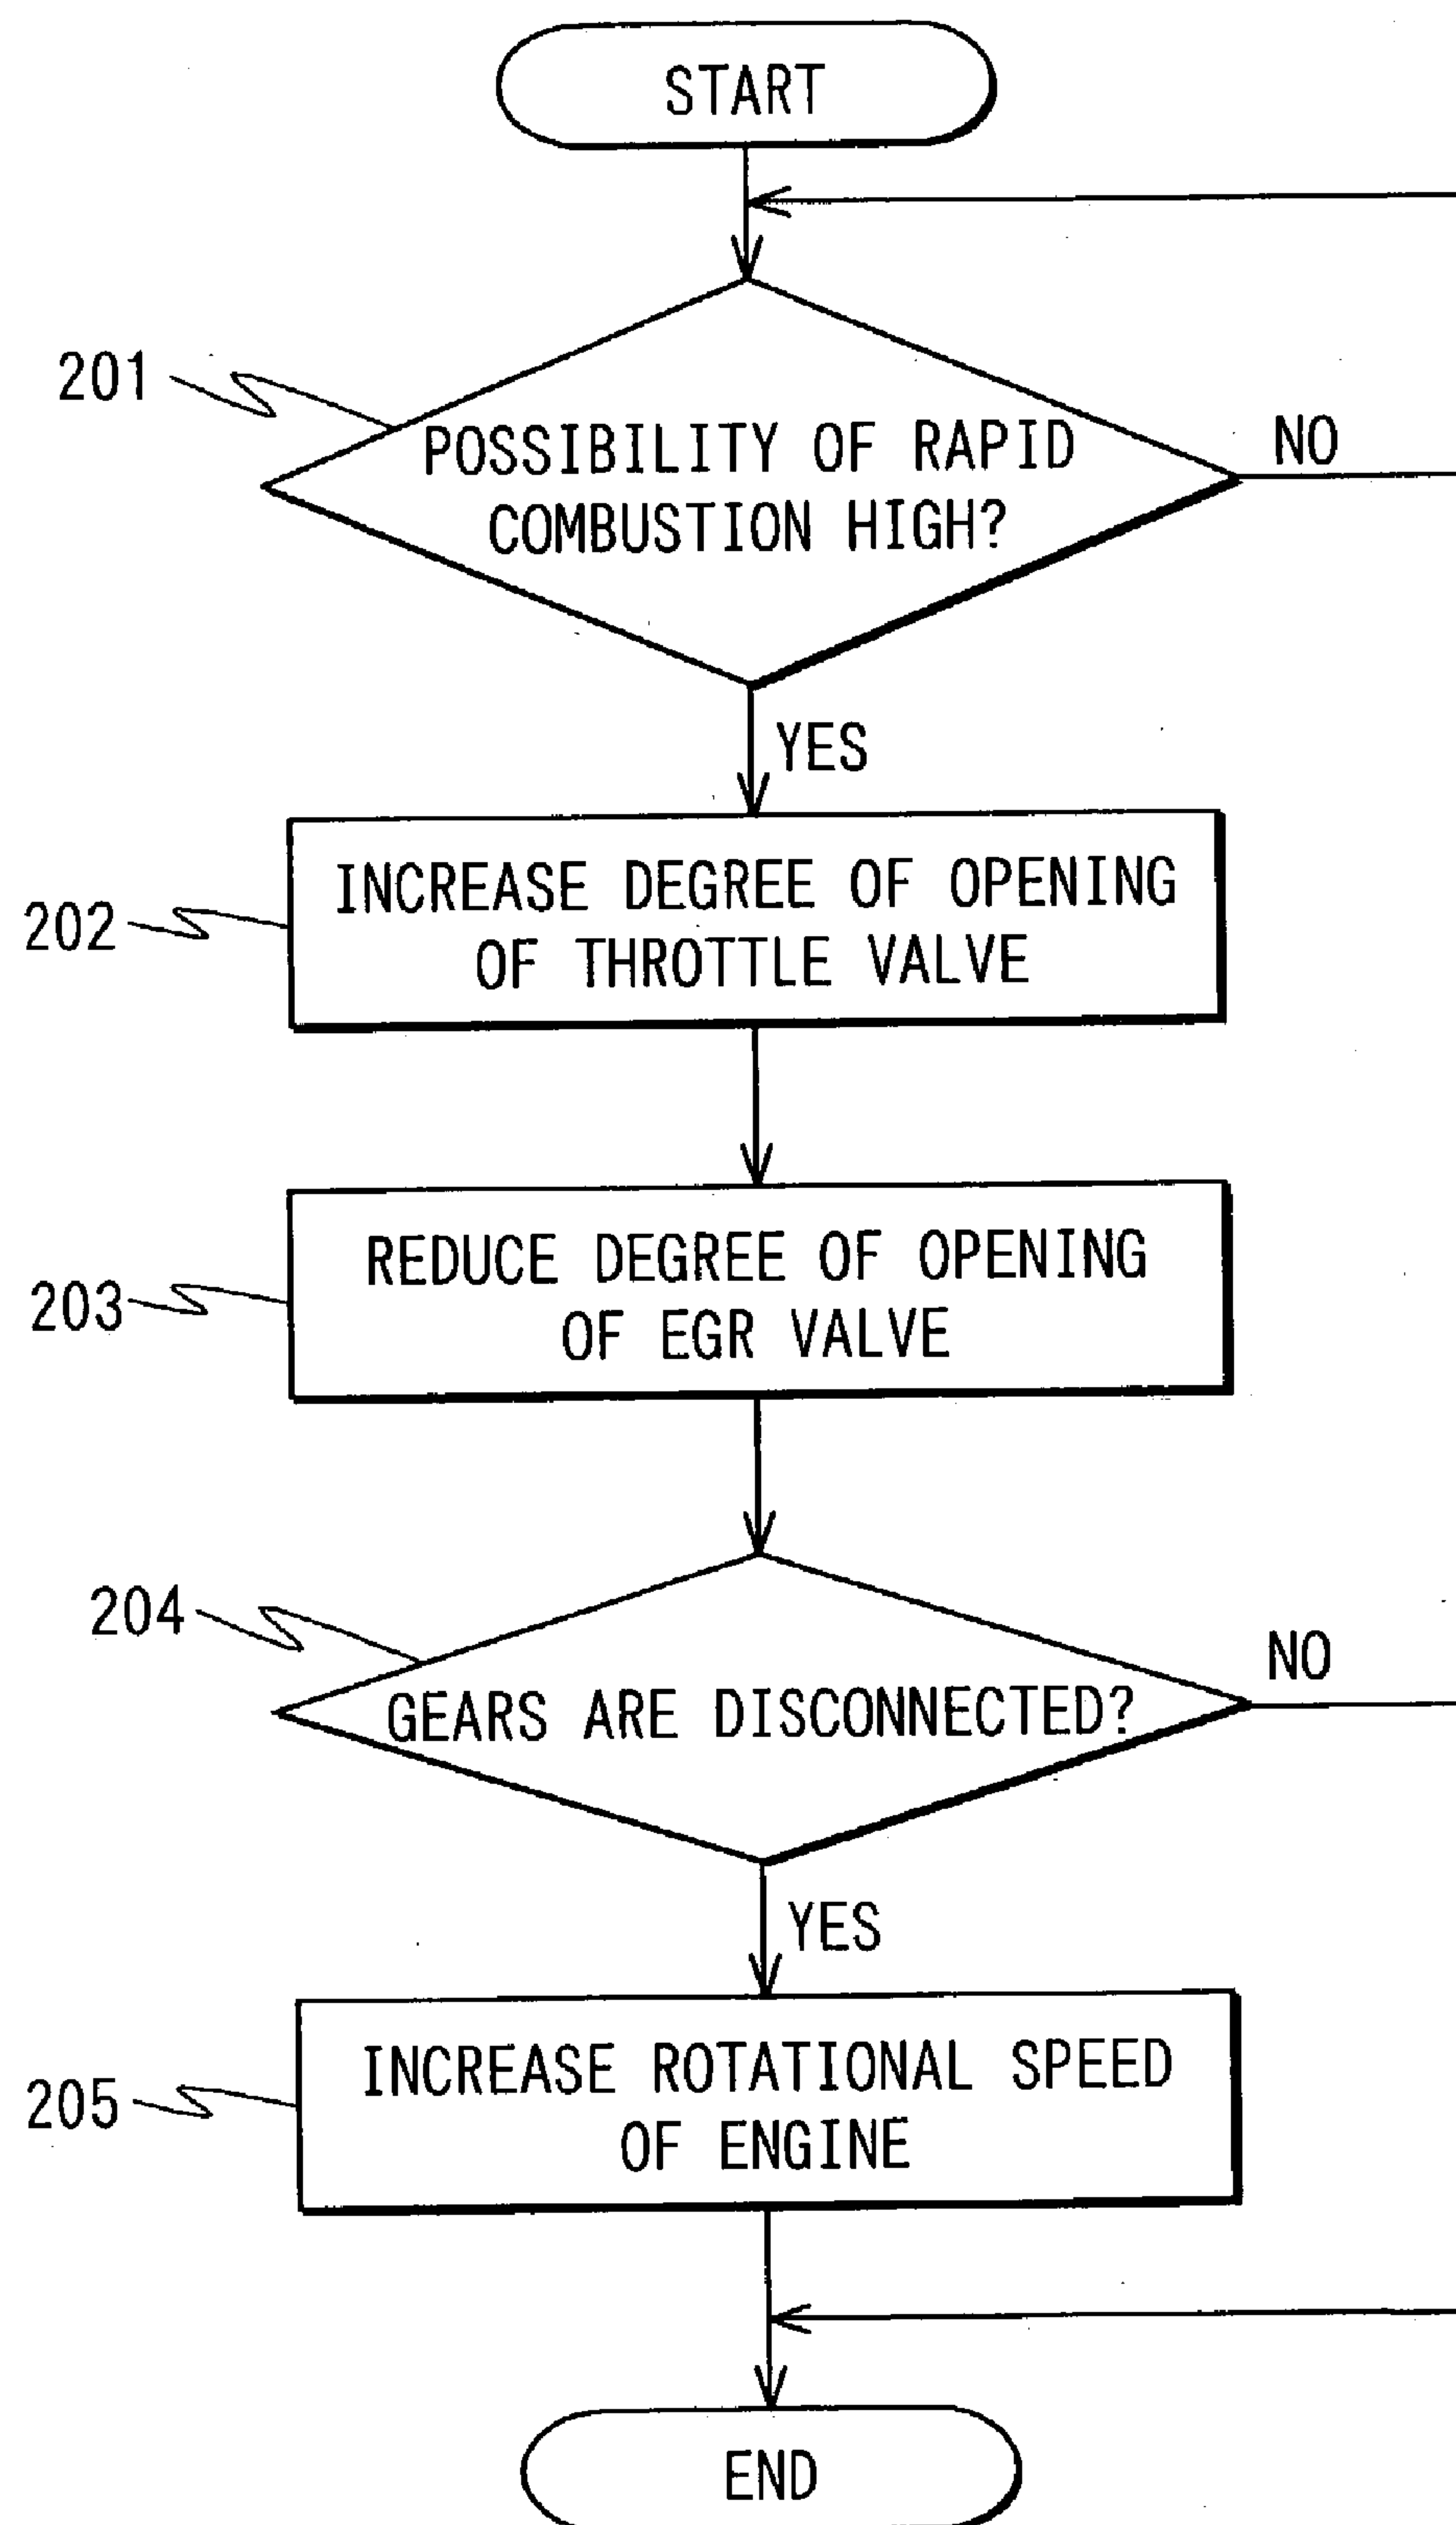 START
201
POSSIBILITY OF RAPID
COMBUSTION HIGH?
NO
YES
202
INCREASE DEGREE OF OPENING
OF THROTTLE VALVE
203
REDUCE DEGREE OF OPENING
OF EGR VALVE
204
GEARS ARE DISCONNECTED?
NO
YES
205
INCREASE ROTATIONAL SPEED
OF ENGINE
END